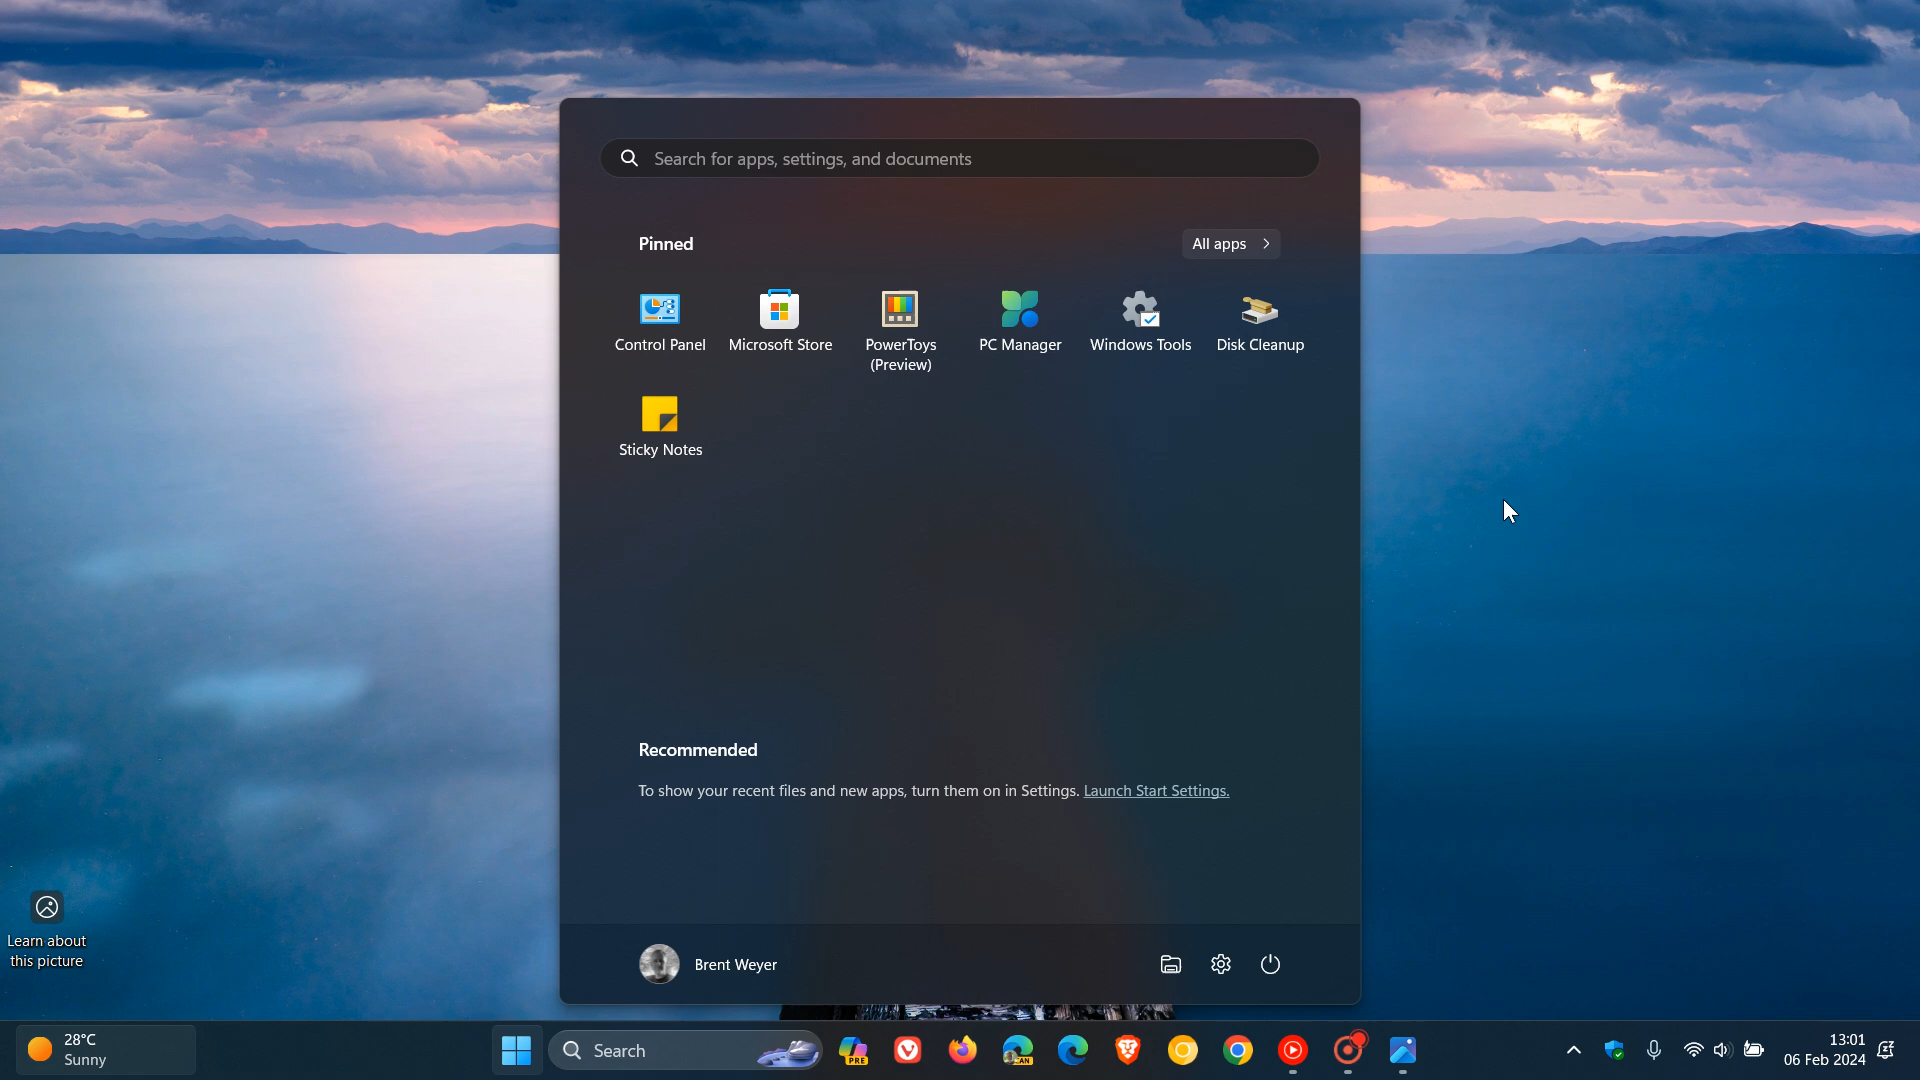 Search for apps, settings, and documents
Pinned
All apps
Control Panel
Microsoft Store
PowerToys
(Preview)
PC Manager
Windows Tools
Disk Cleanup
Sticky Notes
Recommended
To show your recent files and new apps, turn them on in Settings. Launch Start Settings.
Learn about
this picture
Brent Weyer
28°C
Sunny
Search
PRE
CAN
13:01
06 Feb 2024